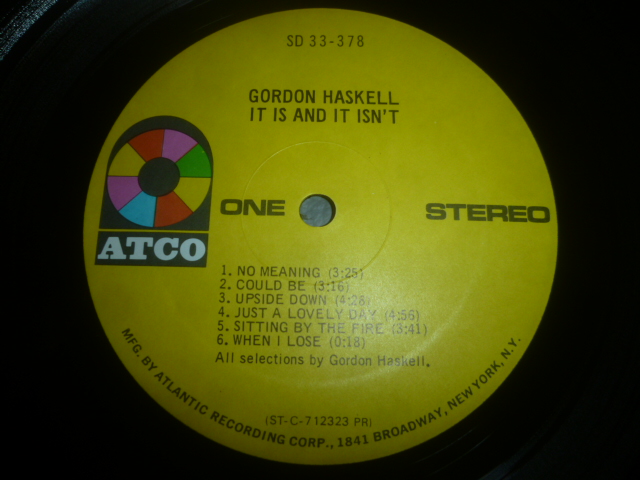 SD 33-378
GORDON HASKELL
IT IS AND IT ISN'T
ATCO
ONE
STEREO
1. NO MEANING (3:25)
2. COULD BE (3:16)
3. UPSIDE DOWN (4:28)
4. JUST A LOVELY DAY (4:56)
5. SITTING BY THE FIRE (3:41)
6. WHEN I LOSE (0:18)
All selections by Gordon Haskell.
(ST-C-712323 PR)
MFG. BY ATLANTIC RECORDING CORP., 1841 BROADWAY, NEW YORK, N.Y.